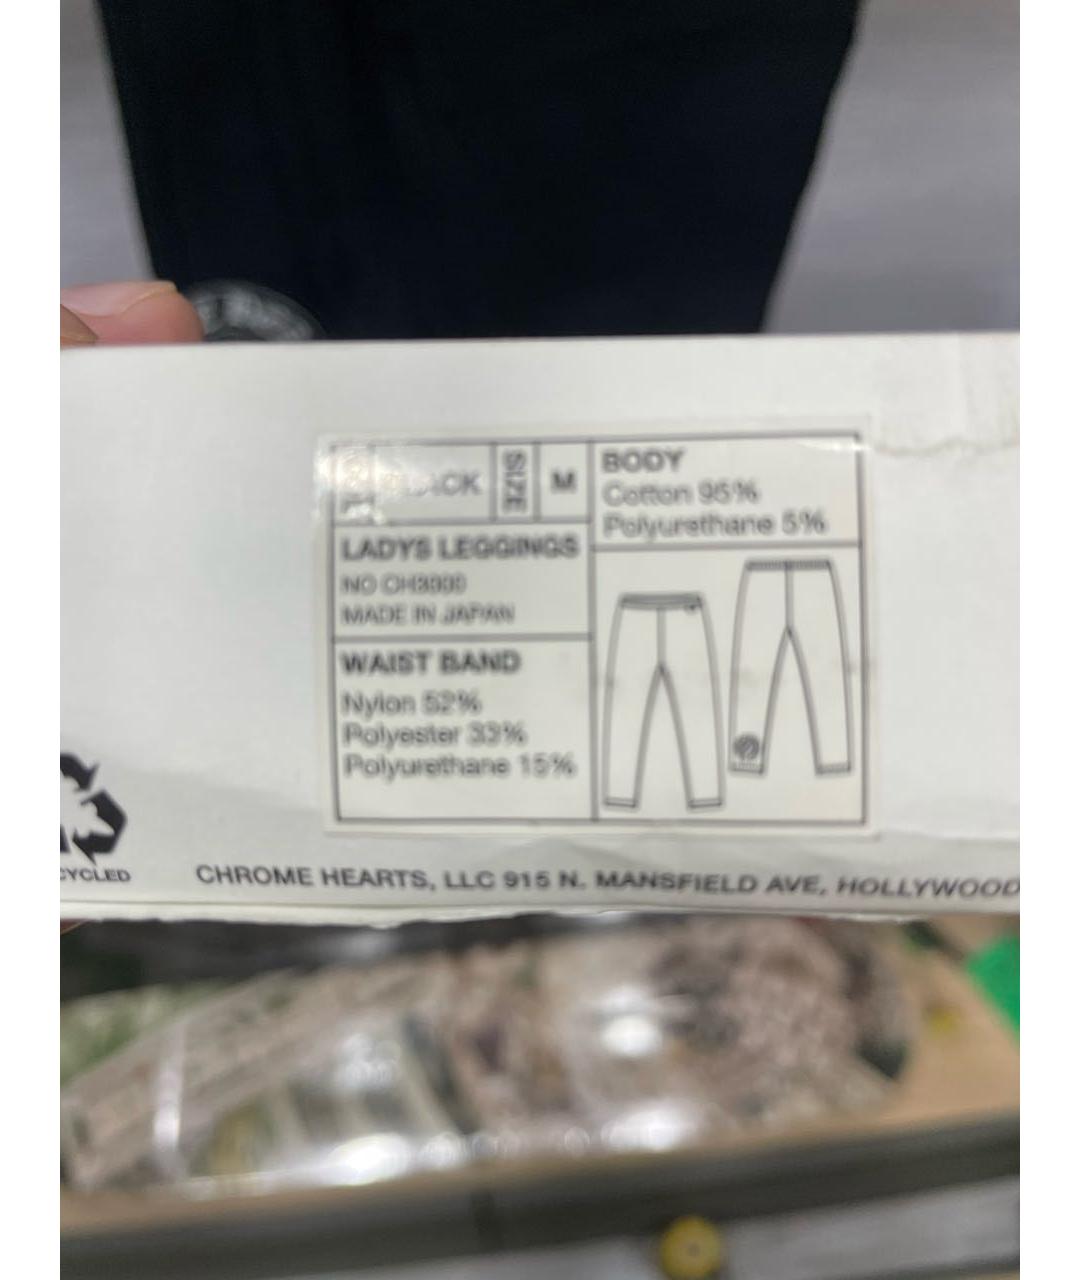 SIZE
M
BODY
Cotton 95%
Polyurethane 5%
LADYS LEGGINGS
NO CH3000
MADE IN JAPAN
WAIST BAND
Nylon 52%
Polyester 33%
Polyurethane 15%
CYCLED
CHROME HEARTS, LLC 915 N. MANSFIELD AVE, HOLLYWOOD